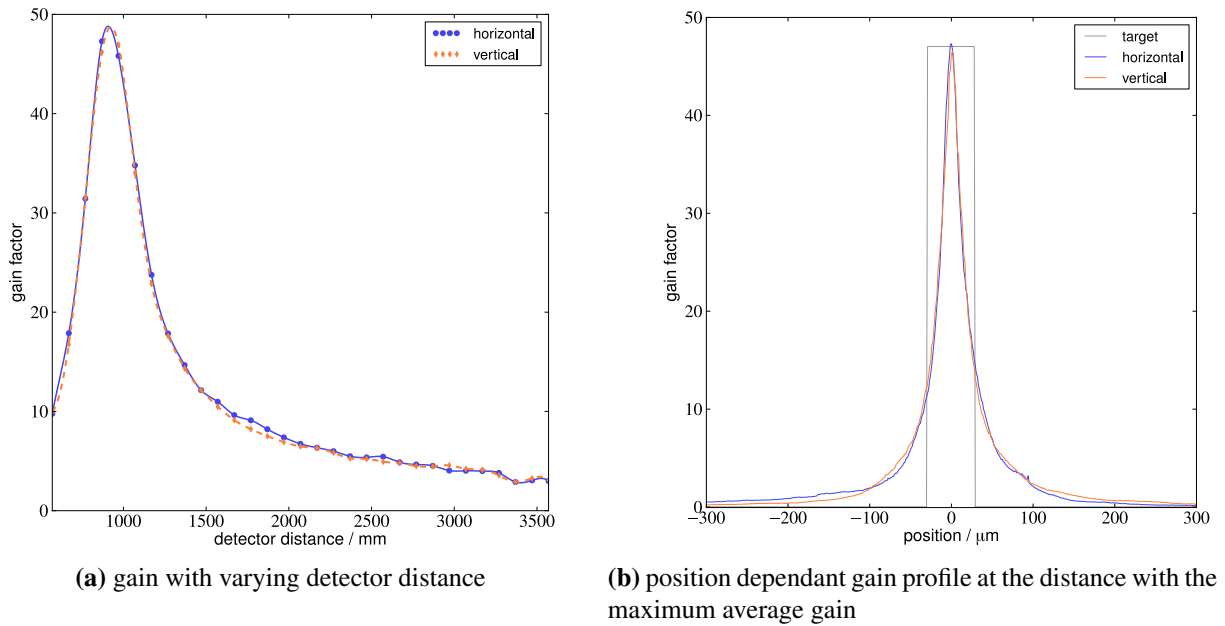 50
40
30
20
10
0
gain factor
horizontal
vertical
1000 1500 2000 2500 3000 3500
detector distance / mm
(a) gain with varying detector distance
50
40
30
20
10
0
gain factor
target
horizontal
vertical
−300 −200 −100 0 100 200 300
position / μm
(b) position dependant gain profile at the distance with the
maximum average gain